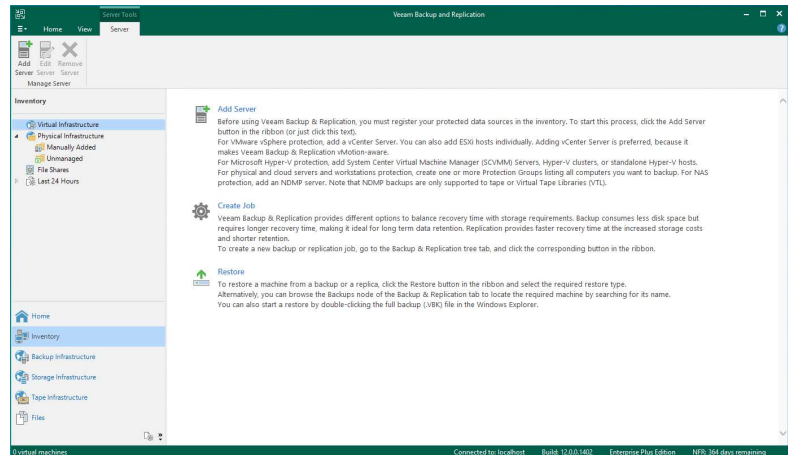 Server Tools
Veeam Backup and Replication
Home View Server
Add Server
Edit Server
Remove Server
Manage Server
Inventory
Virtual Infrastructure
Physical Infrastructure
Manually Added
Unmanaged
File Shares
Last 24 Hours
Add Server
Before using Veeam Backup & Replication, you must register your protected data sources in the inventory. To start this process, click the Add Server
button in the ribbon (or just click this text).
For VMware vSphere protection, add a vCenter Server. You can also add ESXi hosts individually. Adding vCenter Server is preferred, because it
makes Veeam Backup & Replication vMotion-aware.
For Microsoft Hyper-V protection, add System Center Virtual Machine Manager (SCVMM) Servers, Hyper-V clusters, or standalone Hyper-V hosts.
For physical and cloud servers and workstations protection, create one or more Protection Groups listing all computers you want to backup. For NAS
protection, add an NDMP server. Note that NDMP backups are only supported to tape or Virtual Tape Libraries (VTL).
Create Job
Veeam Backup & Replication provides different options to balance recovery time with storage requirements. Backup consumes less disk space but
requires longer recovery time, making it ideal for long term data retention. Replication provides faster recovery time at the increased storage costs
and shorter retention.
To create a new backup or replication job, go to the Backup & Replication tree tab, and click the corresponding button in the ribbon.
Restore
To restore a machine from a backup or a replica, click the Restore button in the ribbon and select the required restore type.
Alternatively, you can browse the Backups node of the Backup & Replication tab to locate the required machine by searching for its name.
You can also start a restore by double-clicking the full backup (.VBK) file in the Windows Explorer.
Home
Inventory
Backup Infrastructure
Storage Infrastructure
Tape Infrastructure
Files
0 virtual machines
Connected to: localhost Build: 12.0.0.1402 Enterprise Plus Edition NFR: 364 days remaining